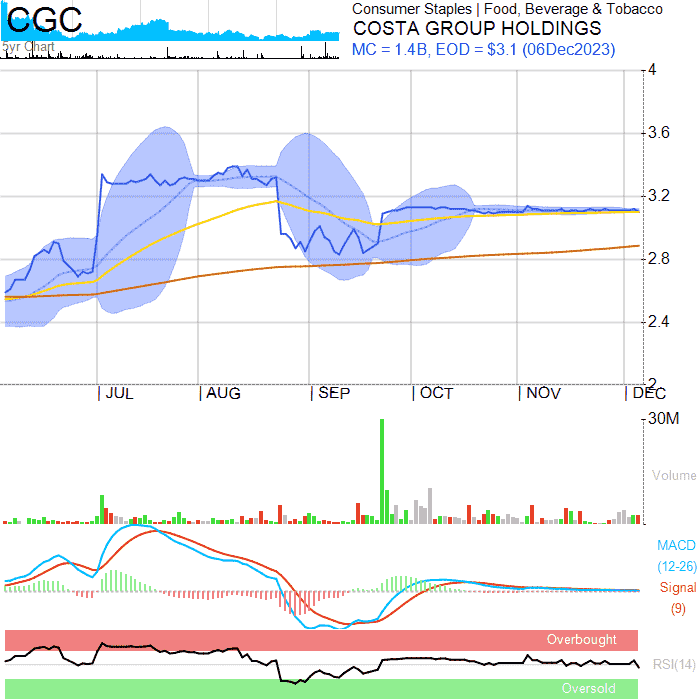 CGC
5yr Chart
Consumer Staples | Food, Beverage & Tobacco
COSTA GROUP HOLDINGS
MC = 1.4B, EOD = $3.1 (06Dec2023)
4
3.6
3.2
2.8
2.4
2
| JUL | AUG | SEP | OCT | NOV | DEC
30M
Volume
MACD
(12-26)
Signal
(9)
Overbought
RSI(14)
Oversold